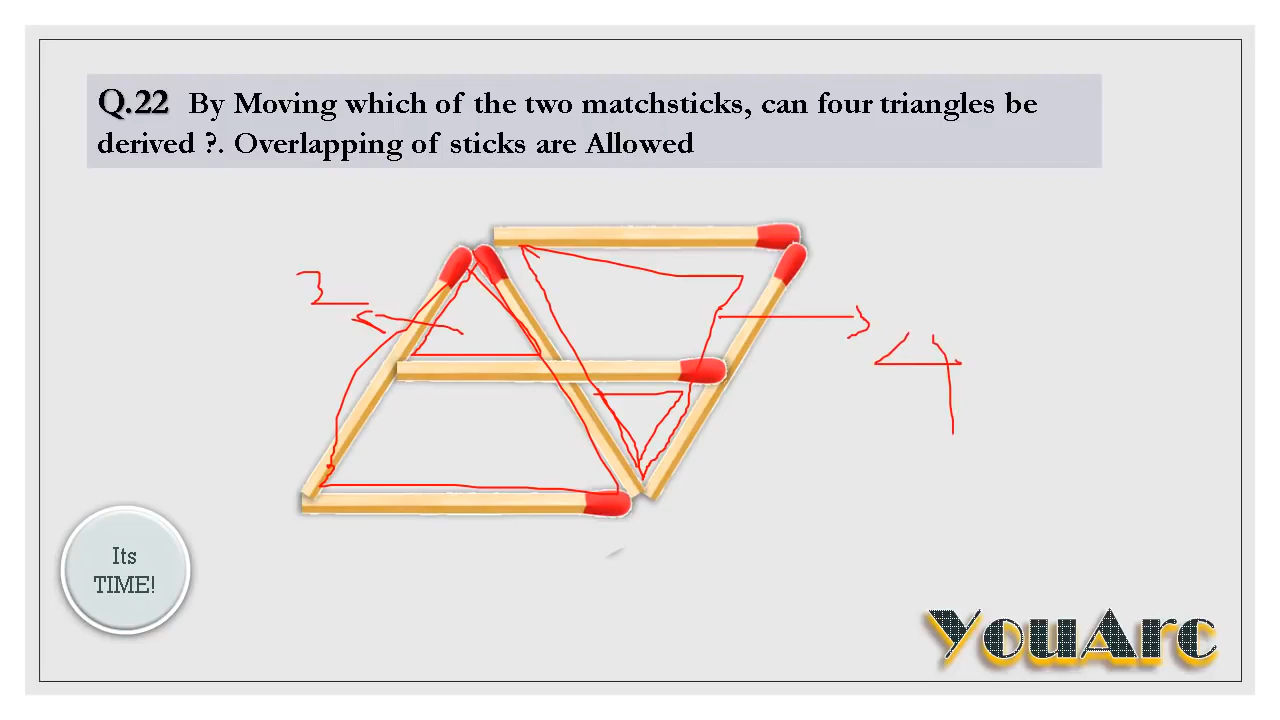 Q.22 By Moving which of the two matchsticks, can four triangles be
derived ?. Overlapping of sticks are Allowed
Its
TIME!
YouArc